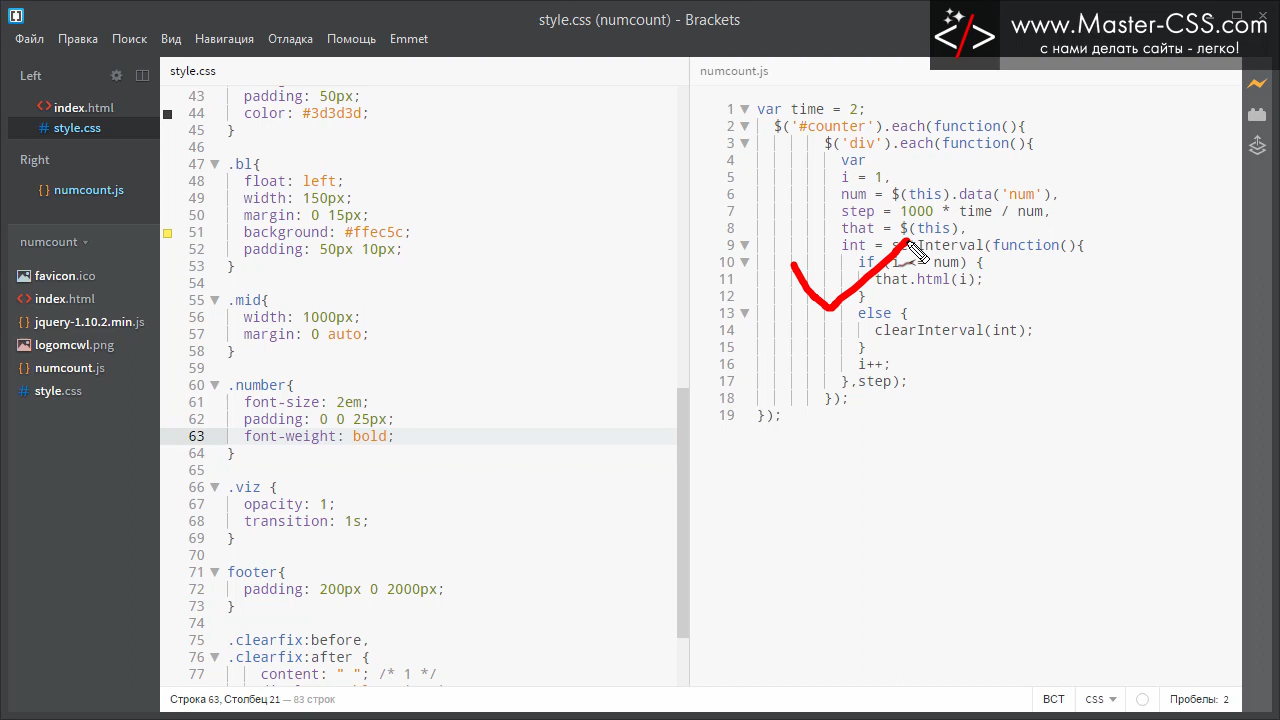 style.css (numcount) - Brackets
www.Master-CSS.com
с нами делать сайты - легко!
Файл Правка Поиск Вид Навигация Отладка Помощь Emmet
Left
index.html
style.css
Right
numcount.js
numcount
favicon.ico
index.html
jquery-1.10.2.min.js
logomcwl.png
numcount.js
style.css
style.css
43 padding: 50px;
44 color: #3d3d3d;
45 }
46
47 .bl{
48 float: left;
49 width: 150px;
50 margin: 0 15px;
51 background: #ffec5c;
52 padding: 50px 10px;
53 }
54
55 .mid{
56 width: 1000px;
57 margin: 0 auto;
58 }
59
60 .number{
61 font-size: 2em;
62 padding: 0 0 25px;
63 font-weight: bold;
64 }
65
66 .viz {
67 opacity: 1;
68 transition: 1s;
69 }
70
71 footer{
72 padding: 200px 0 2000px;
73 }
74
75 .clearfix:before,
76 .clearfix:after {
77 content: " "; /* 1 */
numcount.js
1 var time = 2;
2 $('#counter').each(function(){
3 $('div').each(function(){
4 var
5 i = 1,
6 num = $(this).data('num'),
7 step = 1000 * time / num,
8 that = $(this),
9 int = setInterval(function(){
10 if (i <= num) {
11 that.html(i);
12 }
13 else {
14 clearInterval(int);
15 }
16 i++;
17 },step);
18 });
19 });
Строка 63, Столбец 21 — 83 строк
ВСТ CSS Пробелы: 2